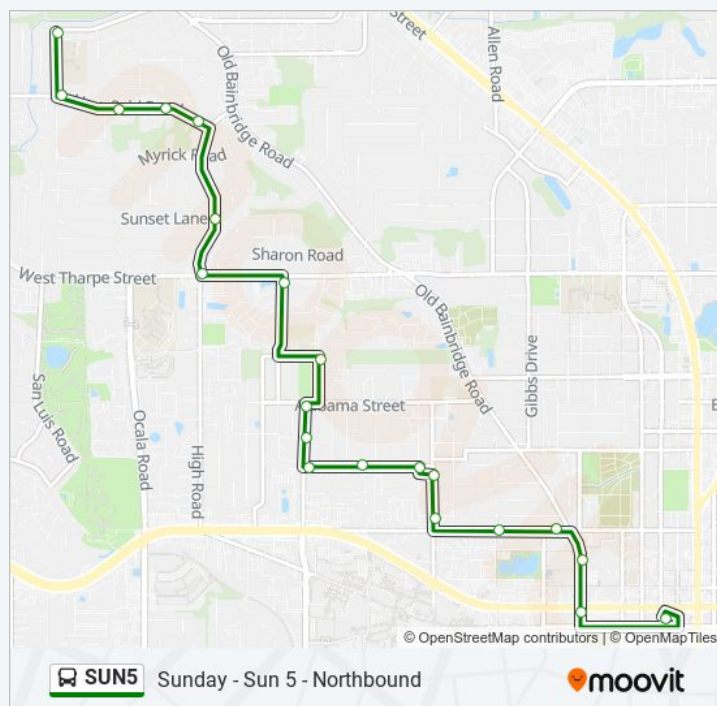 Street
Allen Road
Old Bainbridge Road
Myrick Road
Sunset Lane
Sharon Road
West Tharpe Street
Old Bainbridge Road
Gibbs Drive
San Luis Road
Ocala Road
High Road
Alabama Street
© OpenStreetMap contributors | © OpenMapTiles
SUN5
Sunday - Sun 5 - Northbound
moovit